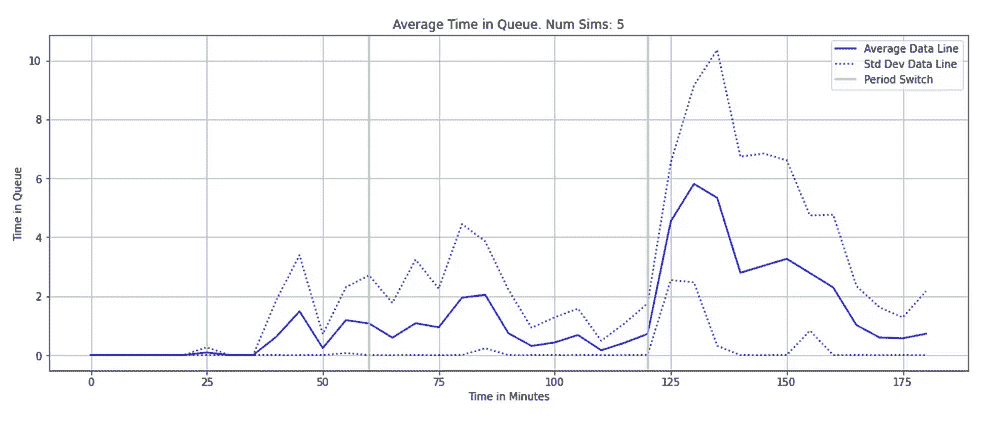 Average Time in Queue. Num Sims: 5
Average Data Line
Std Dev Data Line
Period Switch
10
8
6
4
2
0
Time in Queue
0 25 50 75 100 125 150 175
Time in Minutes